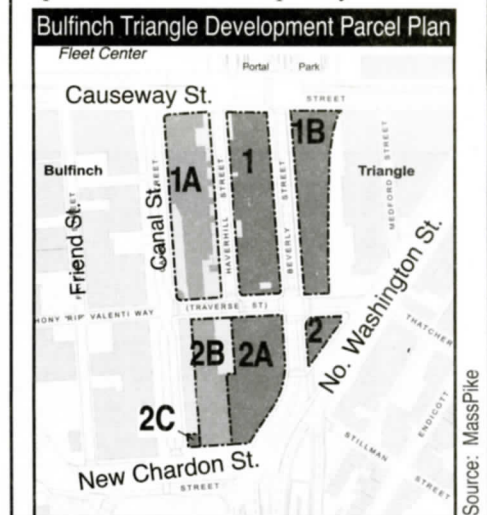 Bulfinch Triangle Development Parcel Plan
Fleet Center
Portal Park
Causeway St.
STREET
1A
1
1B
Bulfinch
Triangle
Friend St.
STREET
Canal St.
STREET
HAVERHILL STREET
BEVERLY STREET
MEDFORD STREET
No. Washington St.
HONY "RIP" VALENTI WAY
(TRAVERSE ST)
THATCHER
2B
2A
2
2C
ENDICOTT
STILLMAN
STREET
New Chardon St.
STREET
Source: MassPike